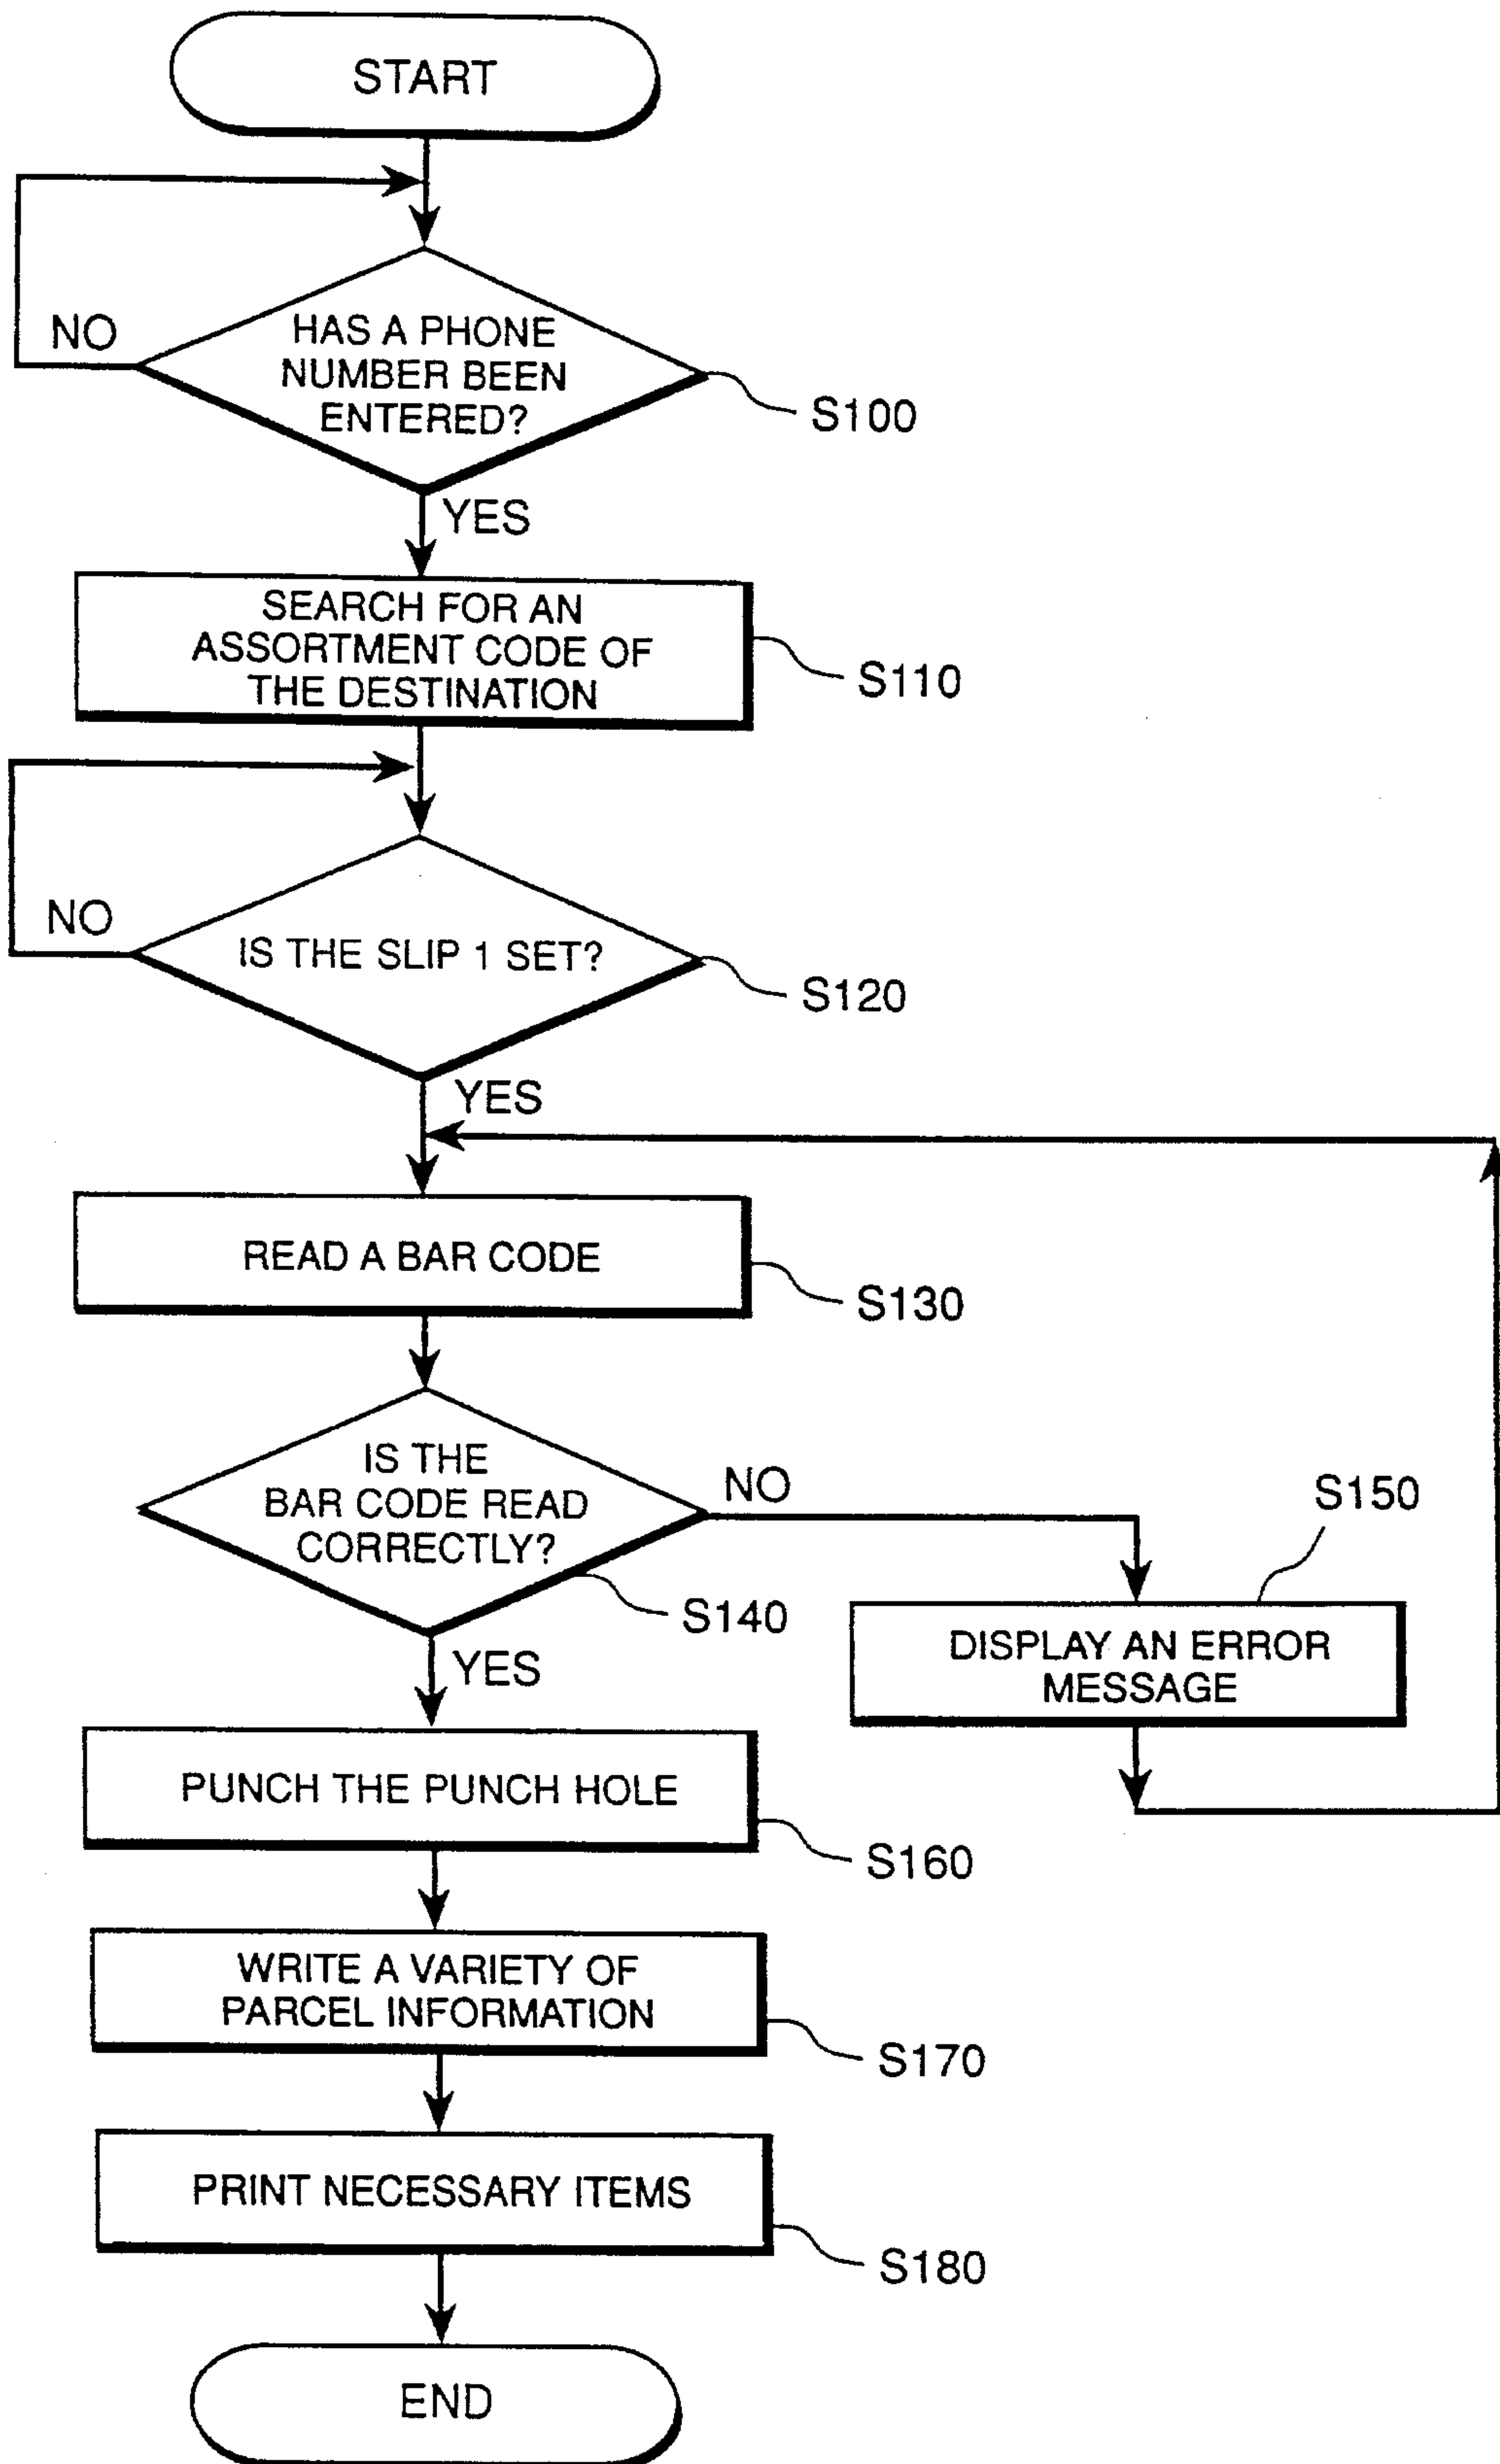 START
NO
HAS A PHONE
NUMBER BEEN
ENTERED?
S100
YES
SEARCH FOR AN
ASSORTMENT CODE OF
THE DESTINATION
S110
NO
IS THE SLIP 1 SET?
S120
YES
READ A BAR CODE
S130
IS THE
BAR CODE READ
CORRECTLY?
NO
S140
S150
DISPLAY AN ERROR
MESSAGE
YES
PUNCH THE PUNCH HOLE
S160
WRITE A VARIETY OF
PARCEL INFORMATION
S170
PRINT NECESSARY ITEMS
S180
END